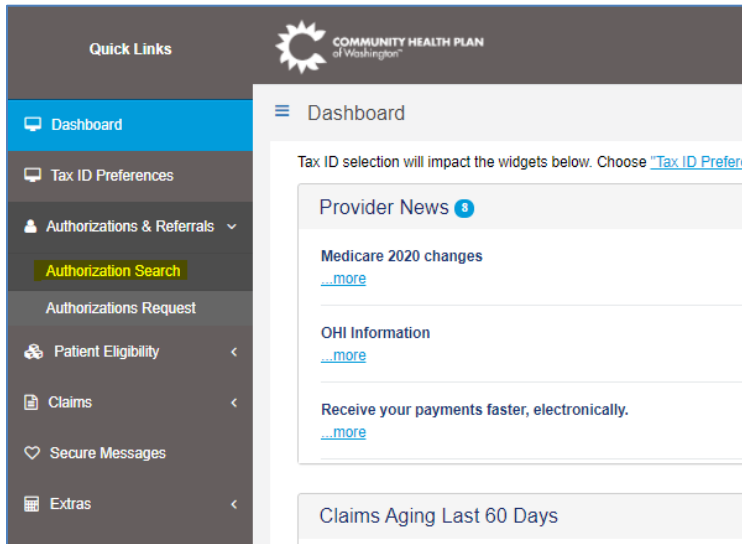 Quick Links
COMMUNITY HEALTH PLAN
of Washington™
Dashboard
Tax ID Preferences
Authorizations & Referrals
Authorization Search
Authorizations Request
Patient Eligibility
Claims
Secure Messages
Extras
Dashboard
Tax ID selection will impact the widgets below. Choose "Tax ID Prefer
Provider News 8
Medicare 2020 changes
...more
OHI Information
...more
Receive your payments faster, electronically.
...more
Claims Aging Last 60 Days